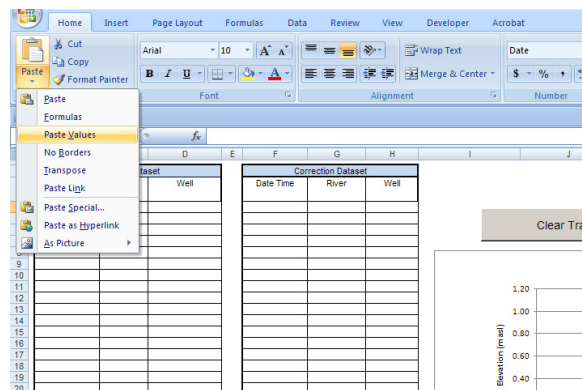 Home Insert Page Layout Formulas Data Review View Developer Acrobat
Cut
Copy
Format Painter
Paste
Arial 10 A A Wrap Text Date
B I U A Merge & Center $ % ,
Font Alignment Number
Paste
Formulas
Paste Values
No Borders
Transpose
Paste Link
Paste Special...
Paste as Hyperlink
As Picture
fx
D E F G H I J
taset Correction Dataset
Well Date Time River Well
Clear Tra
9
10
11
12
13
14
15
16
17
18
19
20
1.20
1.00
0.80
0.60
0.40
Elevation (masl)